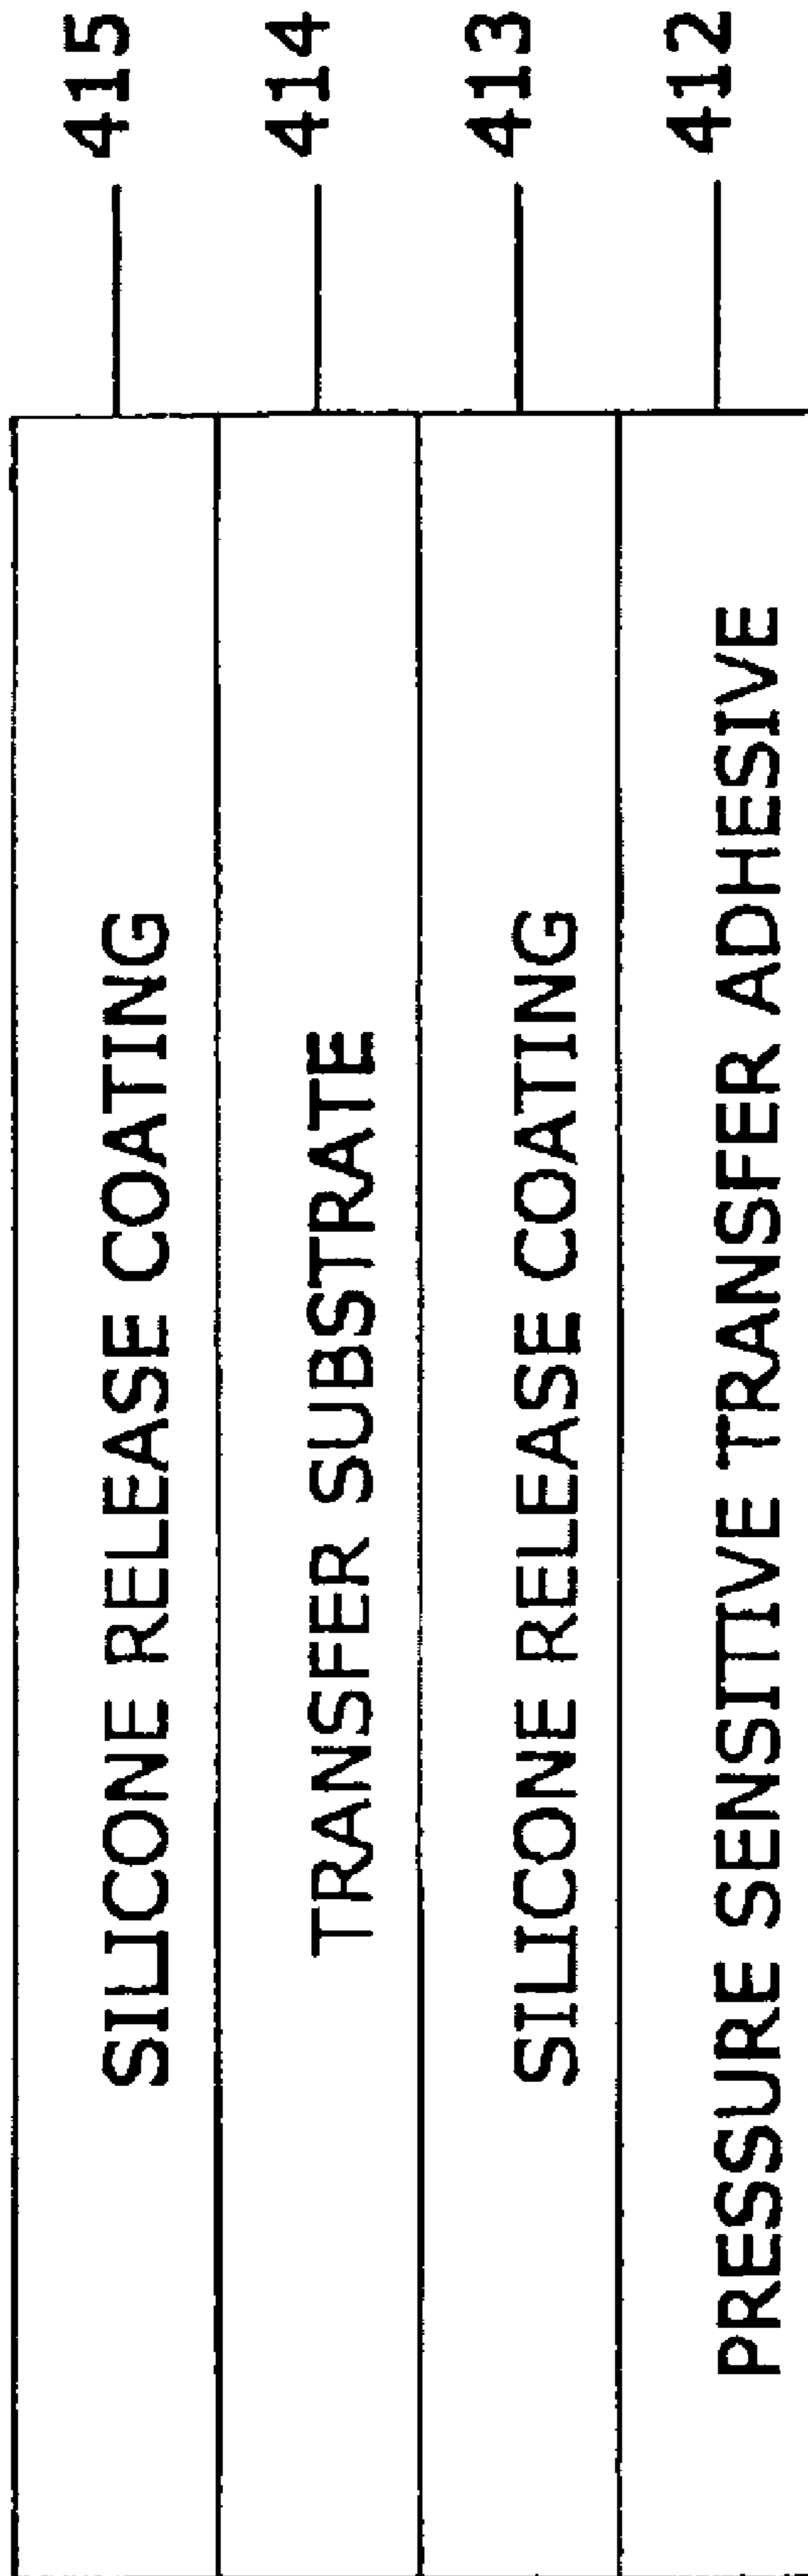 SILICONE RELEASE COATING 415
TRANSFER SUBSTRATE 414
SILICONE RELEASE COATING 413
PRESSURE SENSITIVE TRANSFER ADHESIVE 412